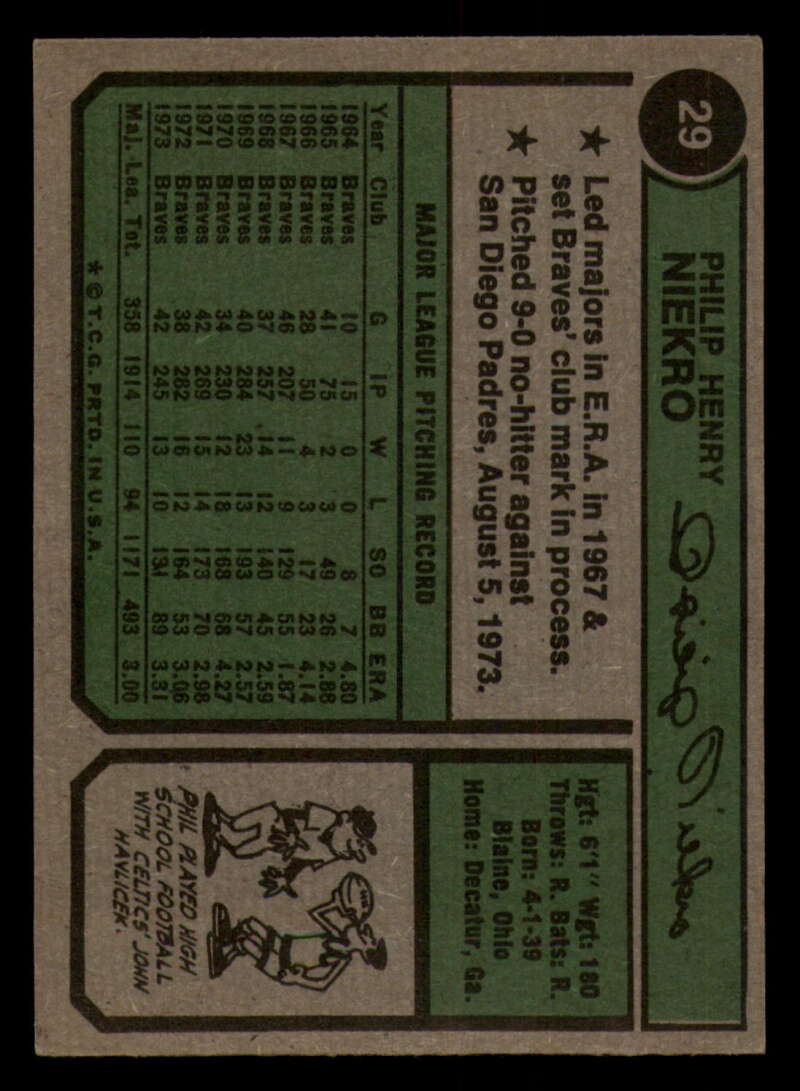 29
PHILIP HENRY
NIEKRO
Philip Niekro
★ Led majors in E.R.A. in 1967 &
set Braves' club mark in process.
★ Pitched 9-0 no-hitter against
San Diego Padres, August 5, 1973.
MAJOR LEAGUE PITCHING RECORD
Year Club G IP W L SO BB ERA
1964 Braves 10 15 0 0 8 7 4.80
1965 Braves 41 75 2 3 49 26 2.88
1966 Braves 28 50 4 3 17 23 4.14
1967 Braves 46 207 11 9 129 55 1.87
1968 Braves 37 257 14 12 140 45 2.59
1969 Braves 40 284 23 13 193 57 2.57
1970 Braves 34 230 12 18 168 68 4.27
1971 Braves 42 269 15 14 173 70 2.98
1972 Braves 38 282 16 12 164 53 3.06
1973 Braves 42 245 13 10 131 89 3.31
Maj. Lea. Tot. 358 1914 110 94 1171 493 3.00
* © T.C.G. PRTD. IN U.S.A.
Hgt: 6'1" Wgt: 180
Throws: R. Bats: R.
Born: 4-1-39
Blaine, Ohio
Home: Decatur, Ga.
PHIL PLAYED HIGH
SCHOOL FOOTBALL
WITH CELTICS' JOHN
HAVLICEK.